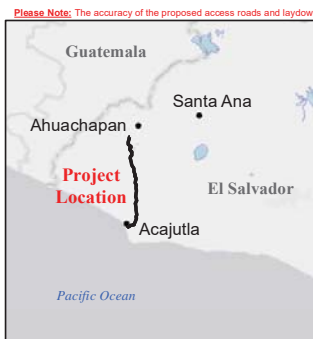 Please Note: The accuracy of the proposed access roads and laydow
Guatemala
Santa Ana
Ahuachapan
Project
Location
El Salvador
Acajutla
Pacific Ocean